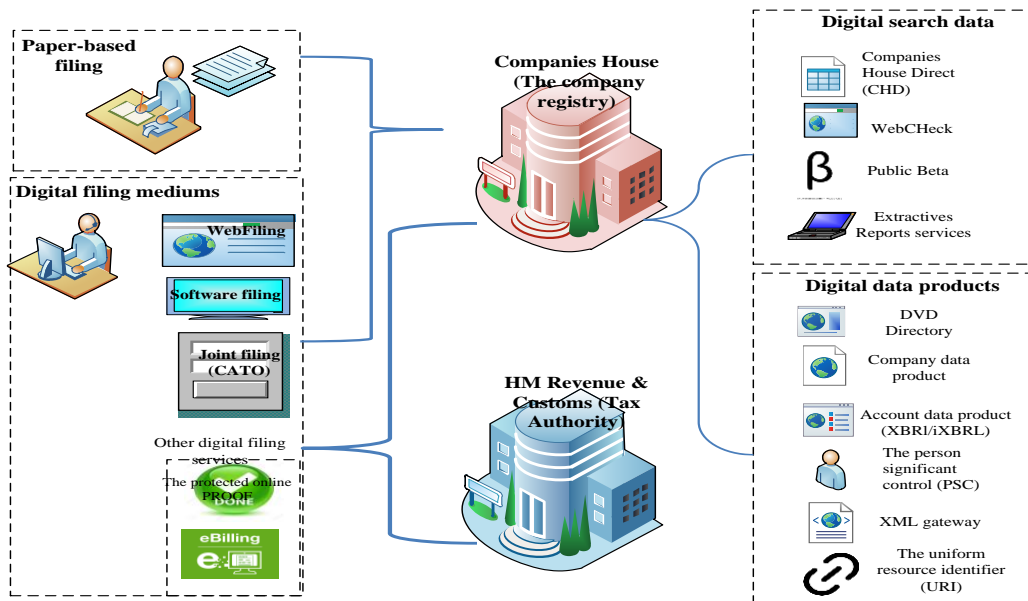 Paper-based
filing
Digital filing mediums
WebFiling
Software filing
Joint filing
(CATO)
Other digital filing
services
The protected online
PROOF
DONE
eBilling
e
Companies House
(The company
registry)
HM Revenue &
Customs (Tax
Authority)
Digital search data
Companies
House Direct
(CHD)
WebCHeck
β
Public Beta
Extractives
Reports services
Digital data products
DVD
Directory
Company data
product
Account data product
(XBRl/iXBRL)
The person
significant
control (PSC)
XML gateway
The uniform
resource identifier
(URI)